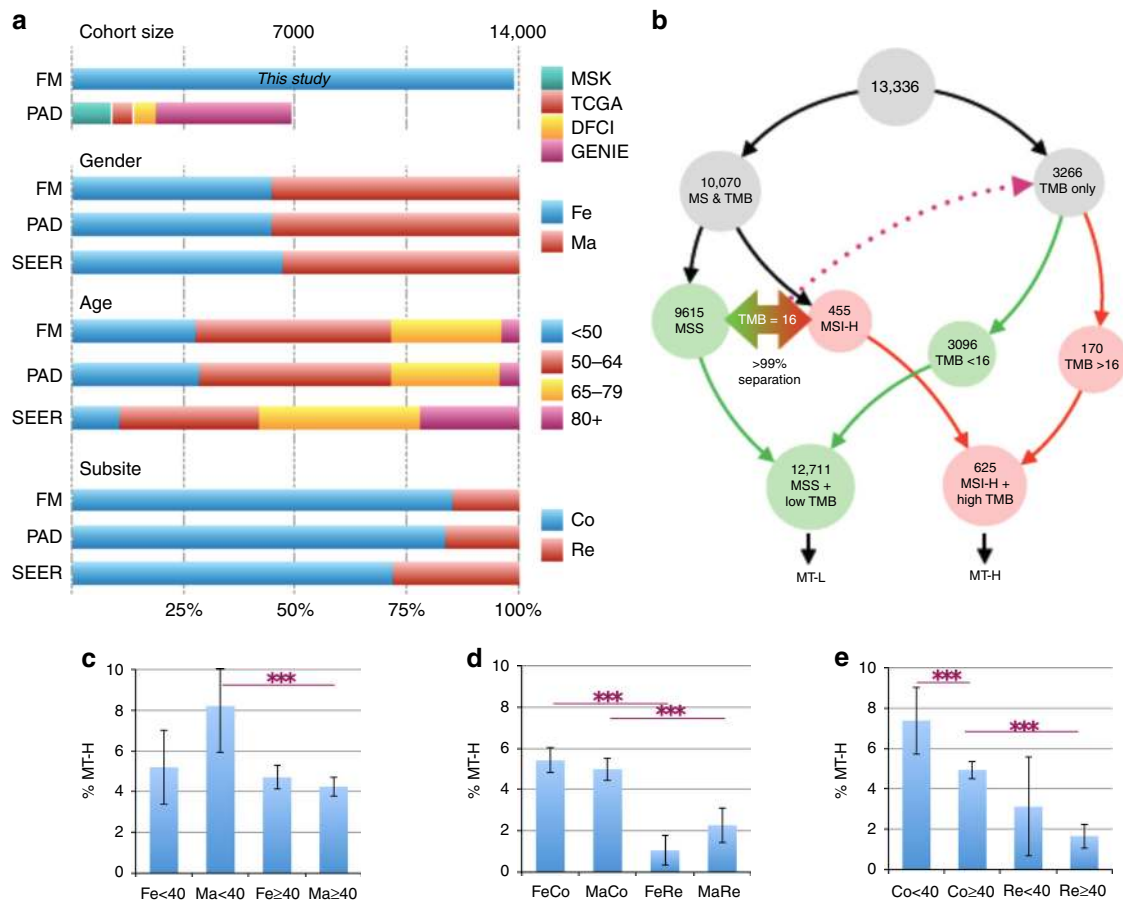 a
Cohort size 7000 14,000
FM This study
PAD
MSK
TCGA
DFCI
GENIE
Gender
FM
PAD
SEER
Fe
Ma
Age
FM
PAD
SEER
<50
50–64
65–79
80+
Subsite
FM
PAD
SEER
Co
Re
25% 50% 75% 100%
b
13,336
10,070
MS & TMB
3266
TMB only
9615
MSS
TMB = 16
455
MSI-H
>99%
separation
3096
TMB <16
170
TMB >16
12,711
MSS +
low TMB
625
MSI-H +
high TMB
MT-L
MT-H
c
% MT-H
10
8
6
4
2
0
***
Fe<40 Ma<40 Fe≥40 Ma≥40
d
% MT-H
10
8
6
4
2
0
***
***
FeCo MaCo FeRe MaRe
e
% MT-H
10
8
6
4
2
0
***
***
Co<40 Co≥40 Re<40 Re≥40